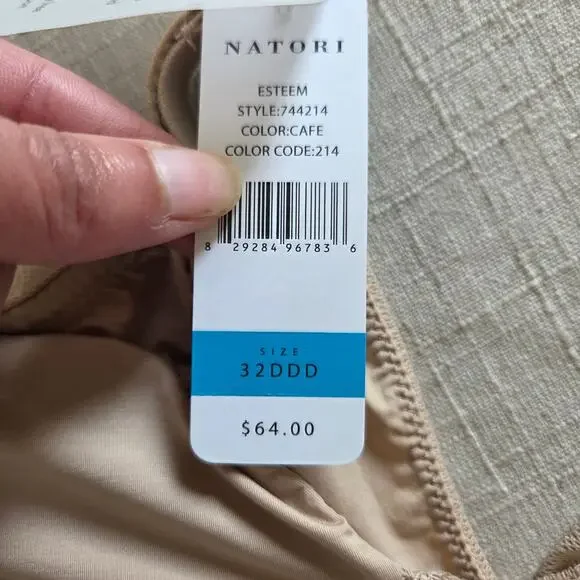 NATORI
ESTEEM
STYLE:744214
COLOR:CAFE
COLOR CODE:214
8 29284 96783 6
SIZE
32DDD
$64.00